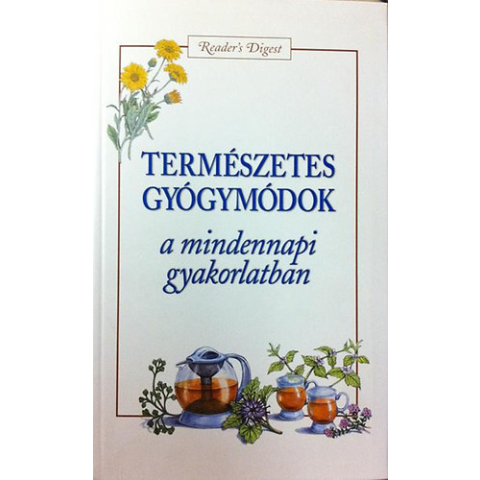 Reader's Digest
TERMÉSZETES
GYÓGYMÓDOK
a mindennapi
gyakorlatban